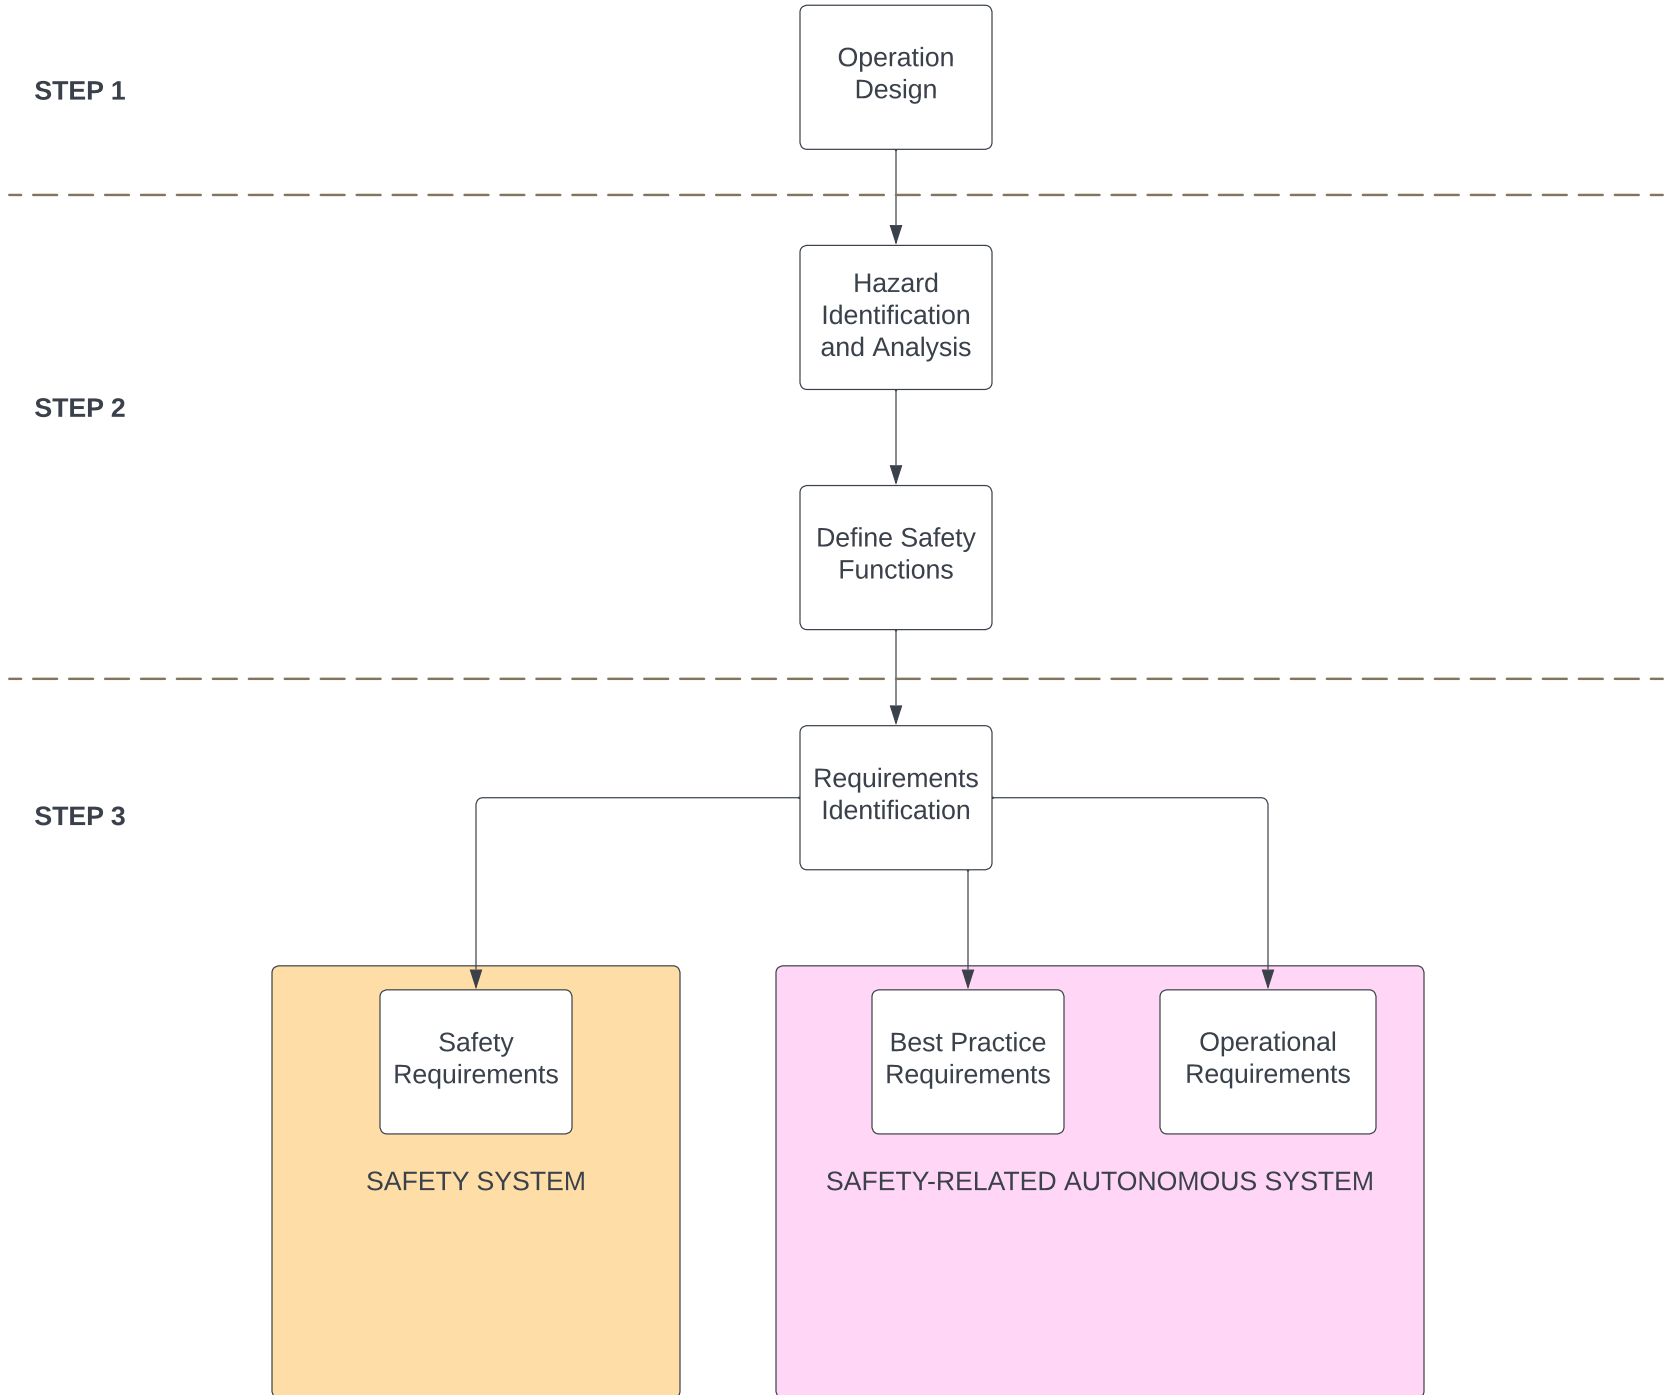 STEP 1
Operation
Design
STEP 2
Hazard
Identification
and Analysis
Define Safety
Functions
STEP 3
Requirements
Identification
Safety
Requirements
SAFETY SYSTEM
Best Practice
Requirements
Operational
Requirements
SAFETY-RELATED AUTONOMOUS SYSTEM